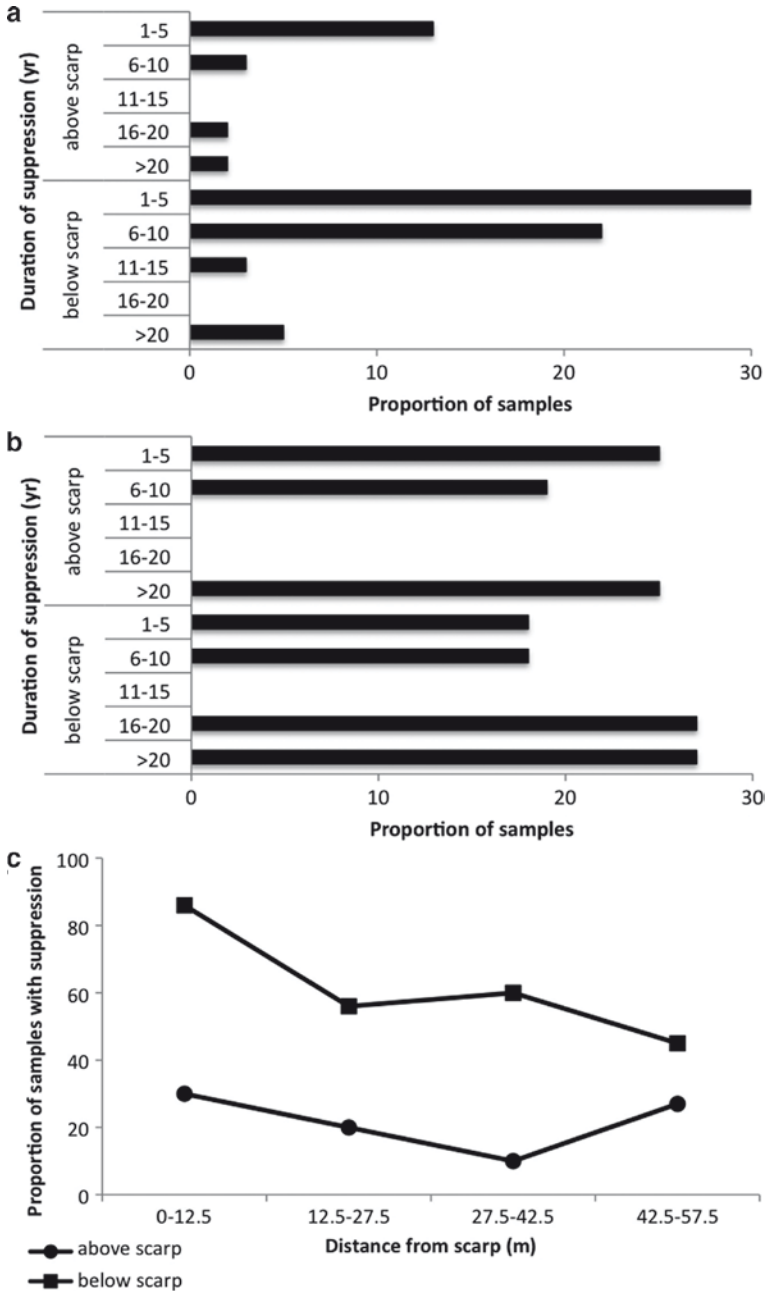 a
Duration of suppression (yr)
above scarp
1-5
6-10
11-15
16-20
>20
below scarp
1-5
6-10
11-15
16-20
>20
0 10 20 30
Proportion of samples
b
Duration of suppression (yr)
above scarp
1-5
6-10
11-15
16-20
>20
below scarp
1-5
6-10
11-15
16-20
>20
0 10 20 30
Proportion of samples
c
Proportion of samples with suppression
100
80
60
40
20
0
0-12.5 12.5-27.5 27.5-42.5 42.5-57.5
Distance from scarp (m)
above scarp
below scarp